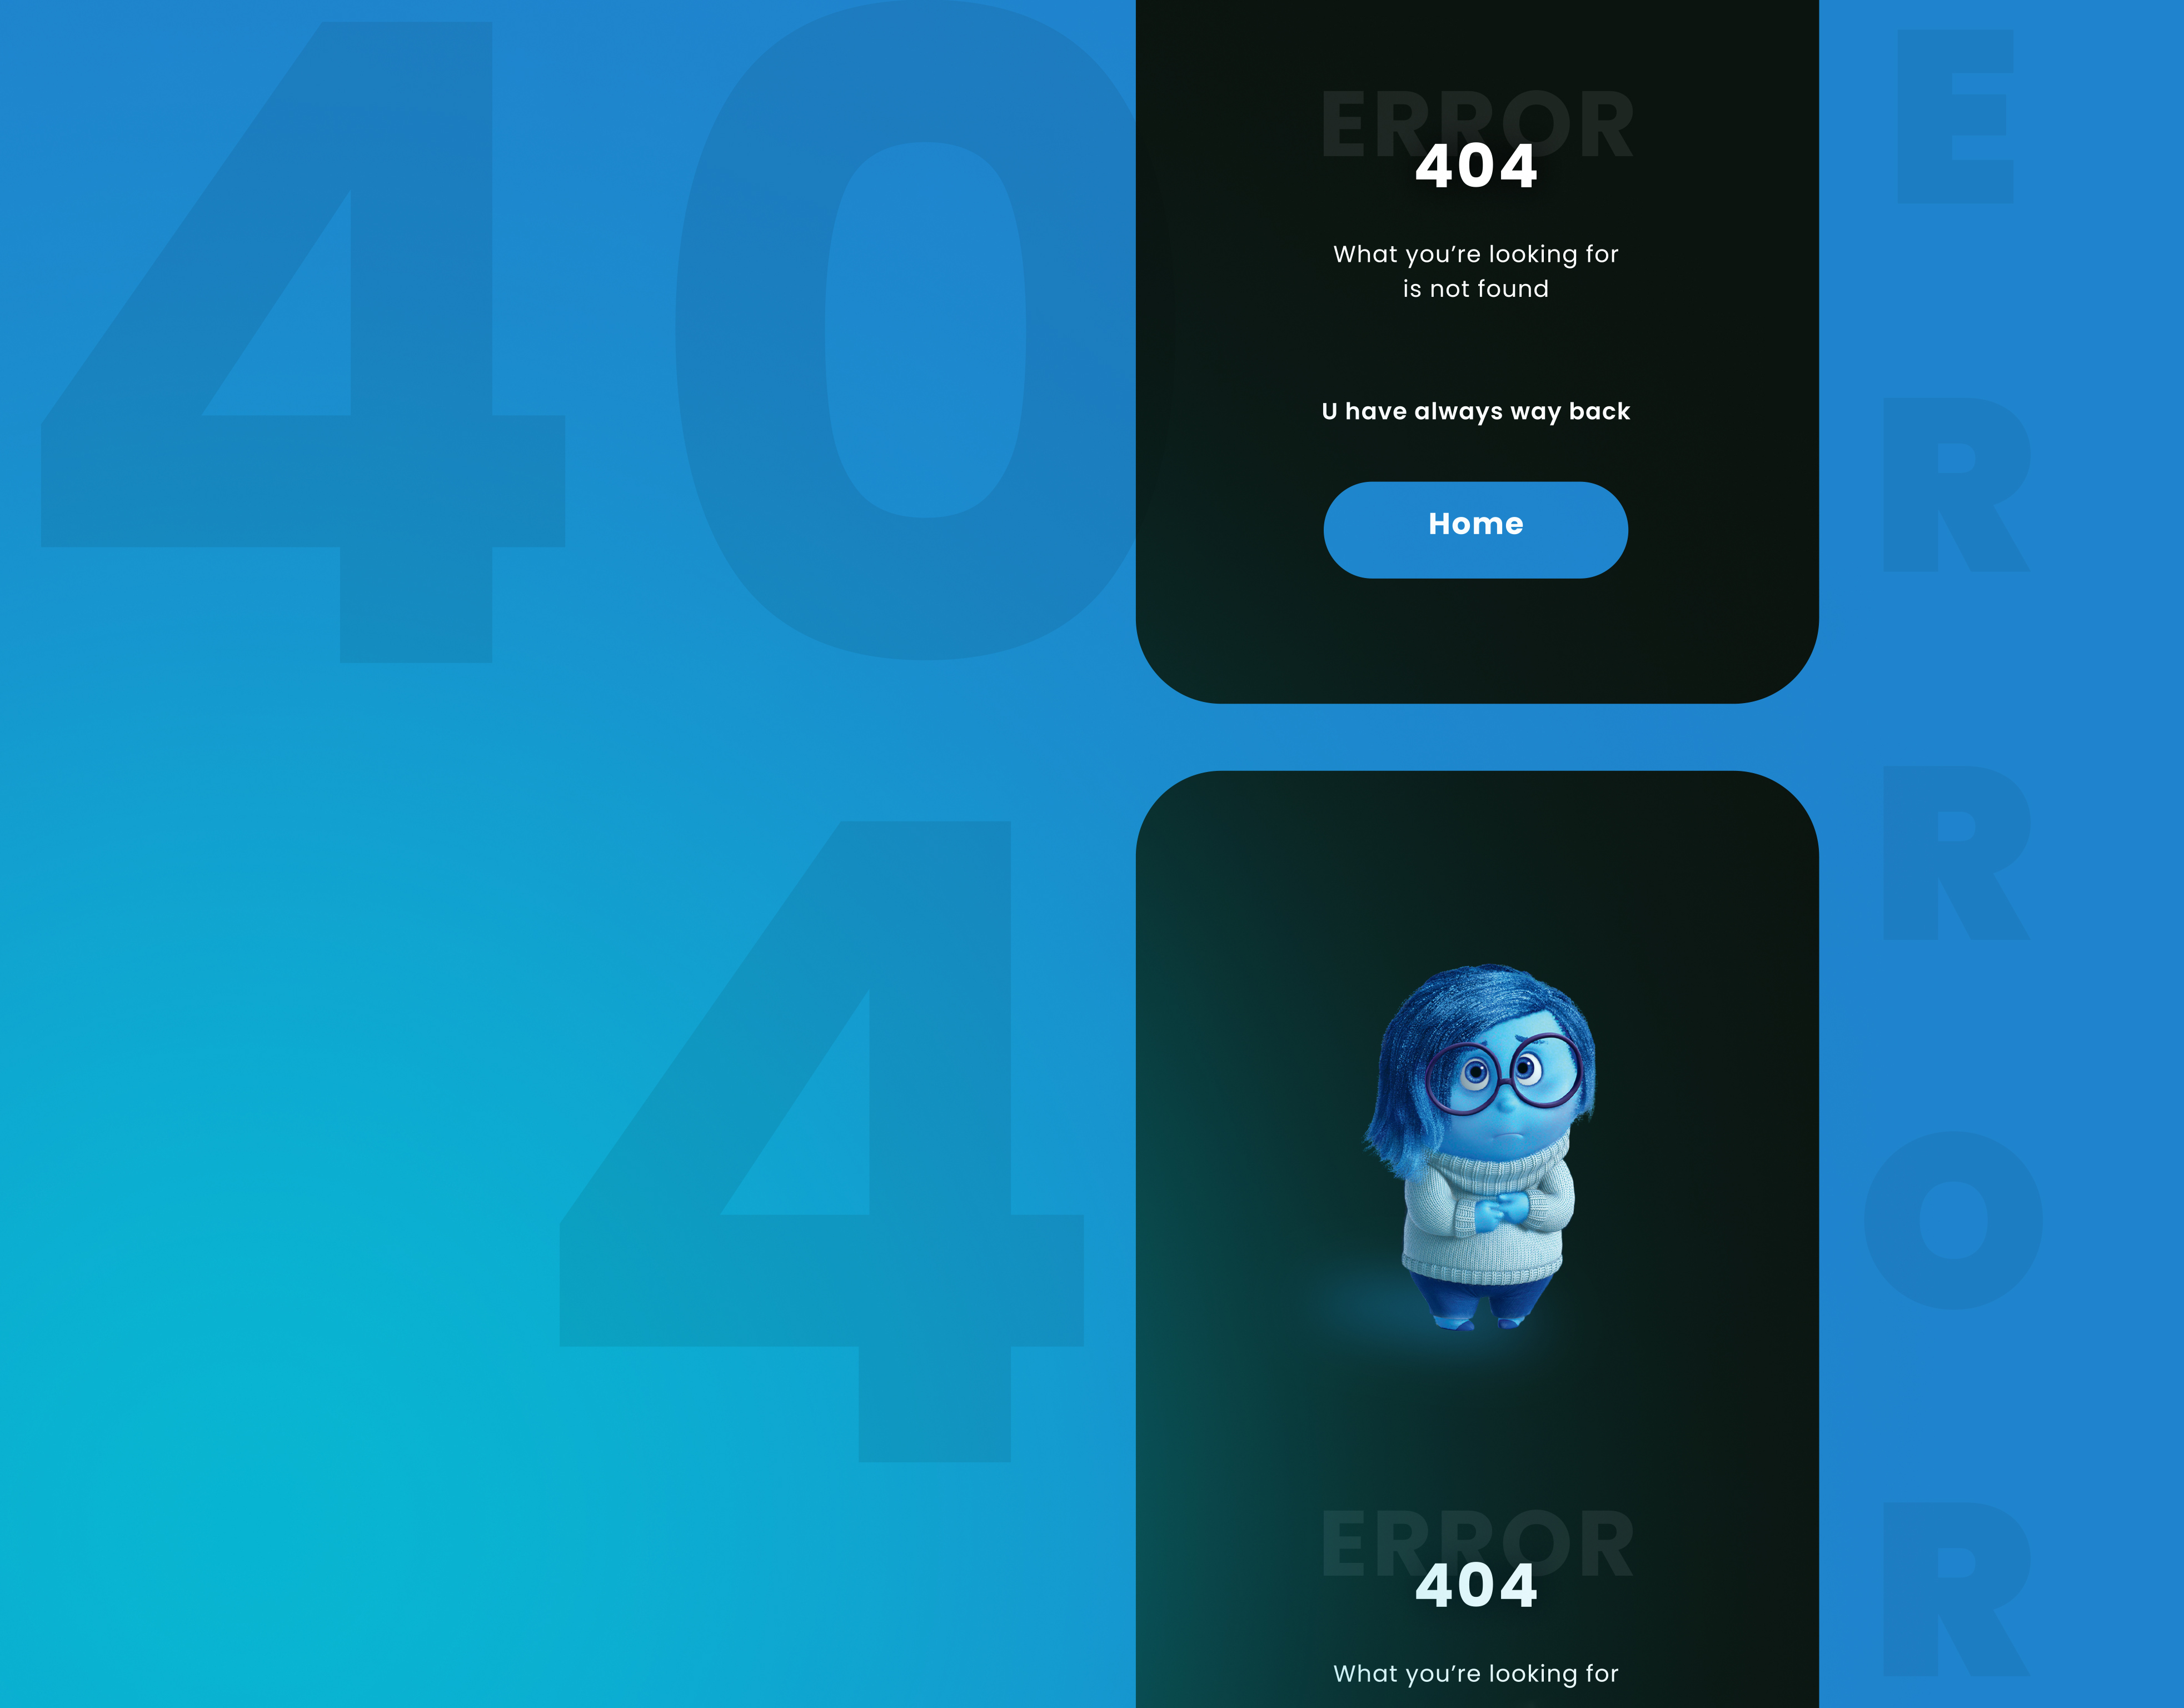 40
4
ERROR
404
What you’re looking for
is not found
U have always way back
Home
ERROR
404
What you’re looking for
E
R
R
O
R